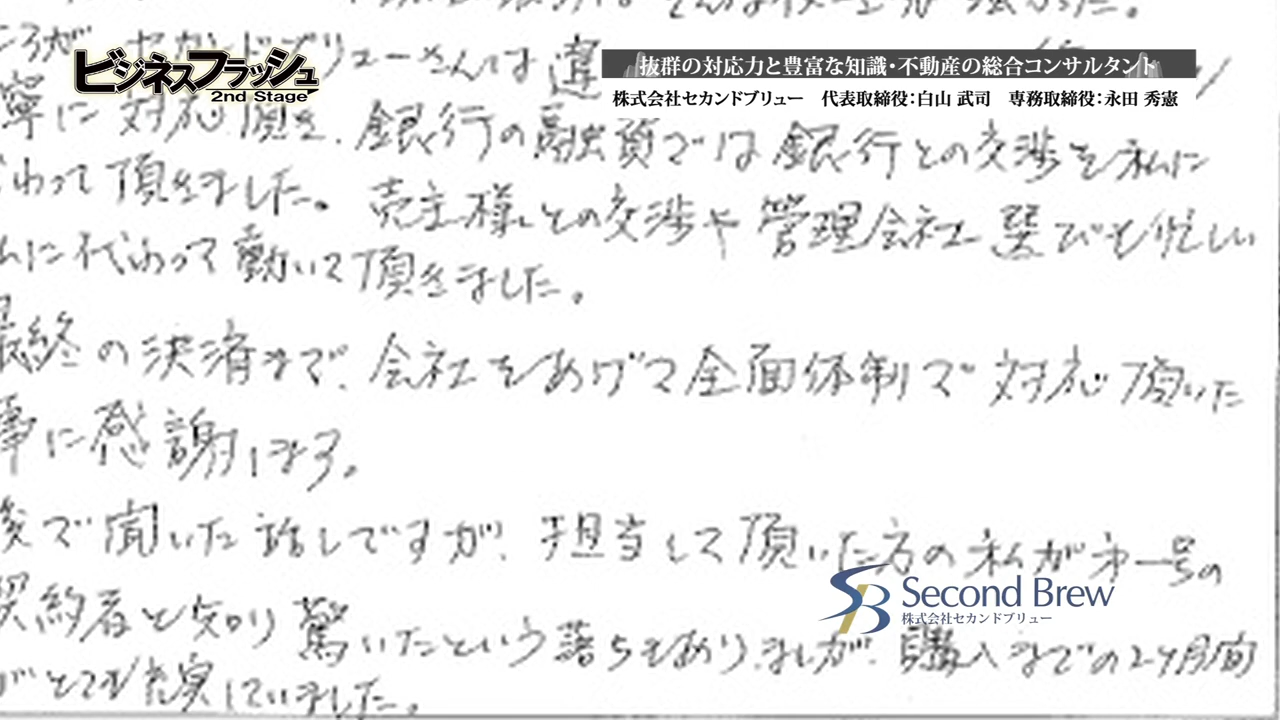 ビジネスフラッシュ
2nd Stage
抜群の対応力と豊富な知識・不動産の総合コンサルタント
株式会社セカンドブリュー 代表取締役：白山 武司 専務取締役：永田 秀憲
セカンドブリューさんは違
寧に対応頂き、銀行の融資では銀行との交渉を私に
わって頂きました。売主様との交渉や管理会社選びも忙しい
に代わって動いて頂きました。
最終の決済まで、会社をあげて全面体制で対応頂いた
事に感謝します。
後で聞いた話しですが、担当して頂いた方の私が第一号の
契約者と知り驚いたという落ちもありましたが、購入までの2ヶ月間
がとても充実していました。
Second Brew
株式会社セカンドブリュー